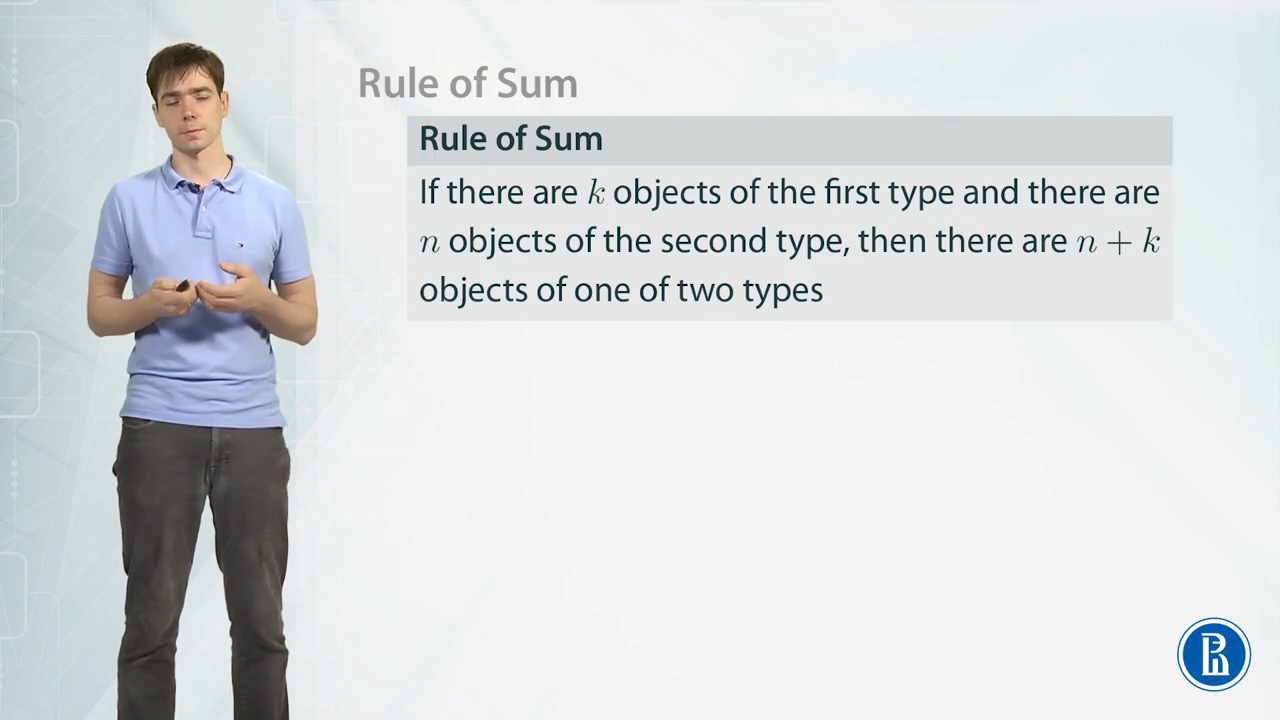 Rule of Sum
Rule of Sum
If there are k objects of the first type and there are
n objects of the second type, then there are n + k
objects of one of two types